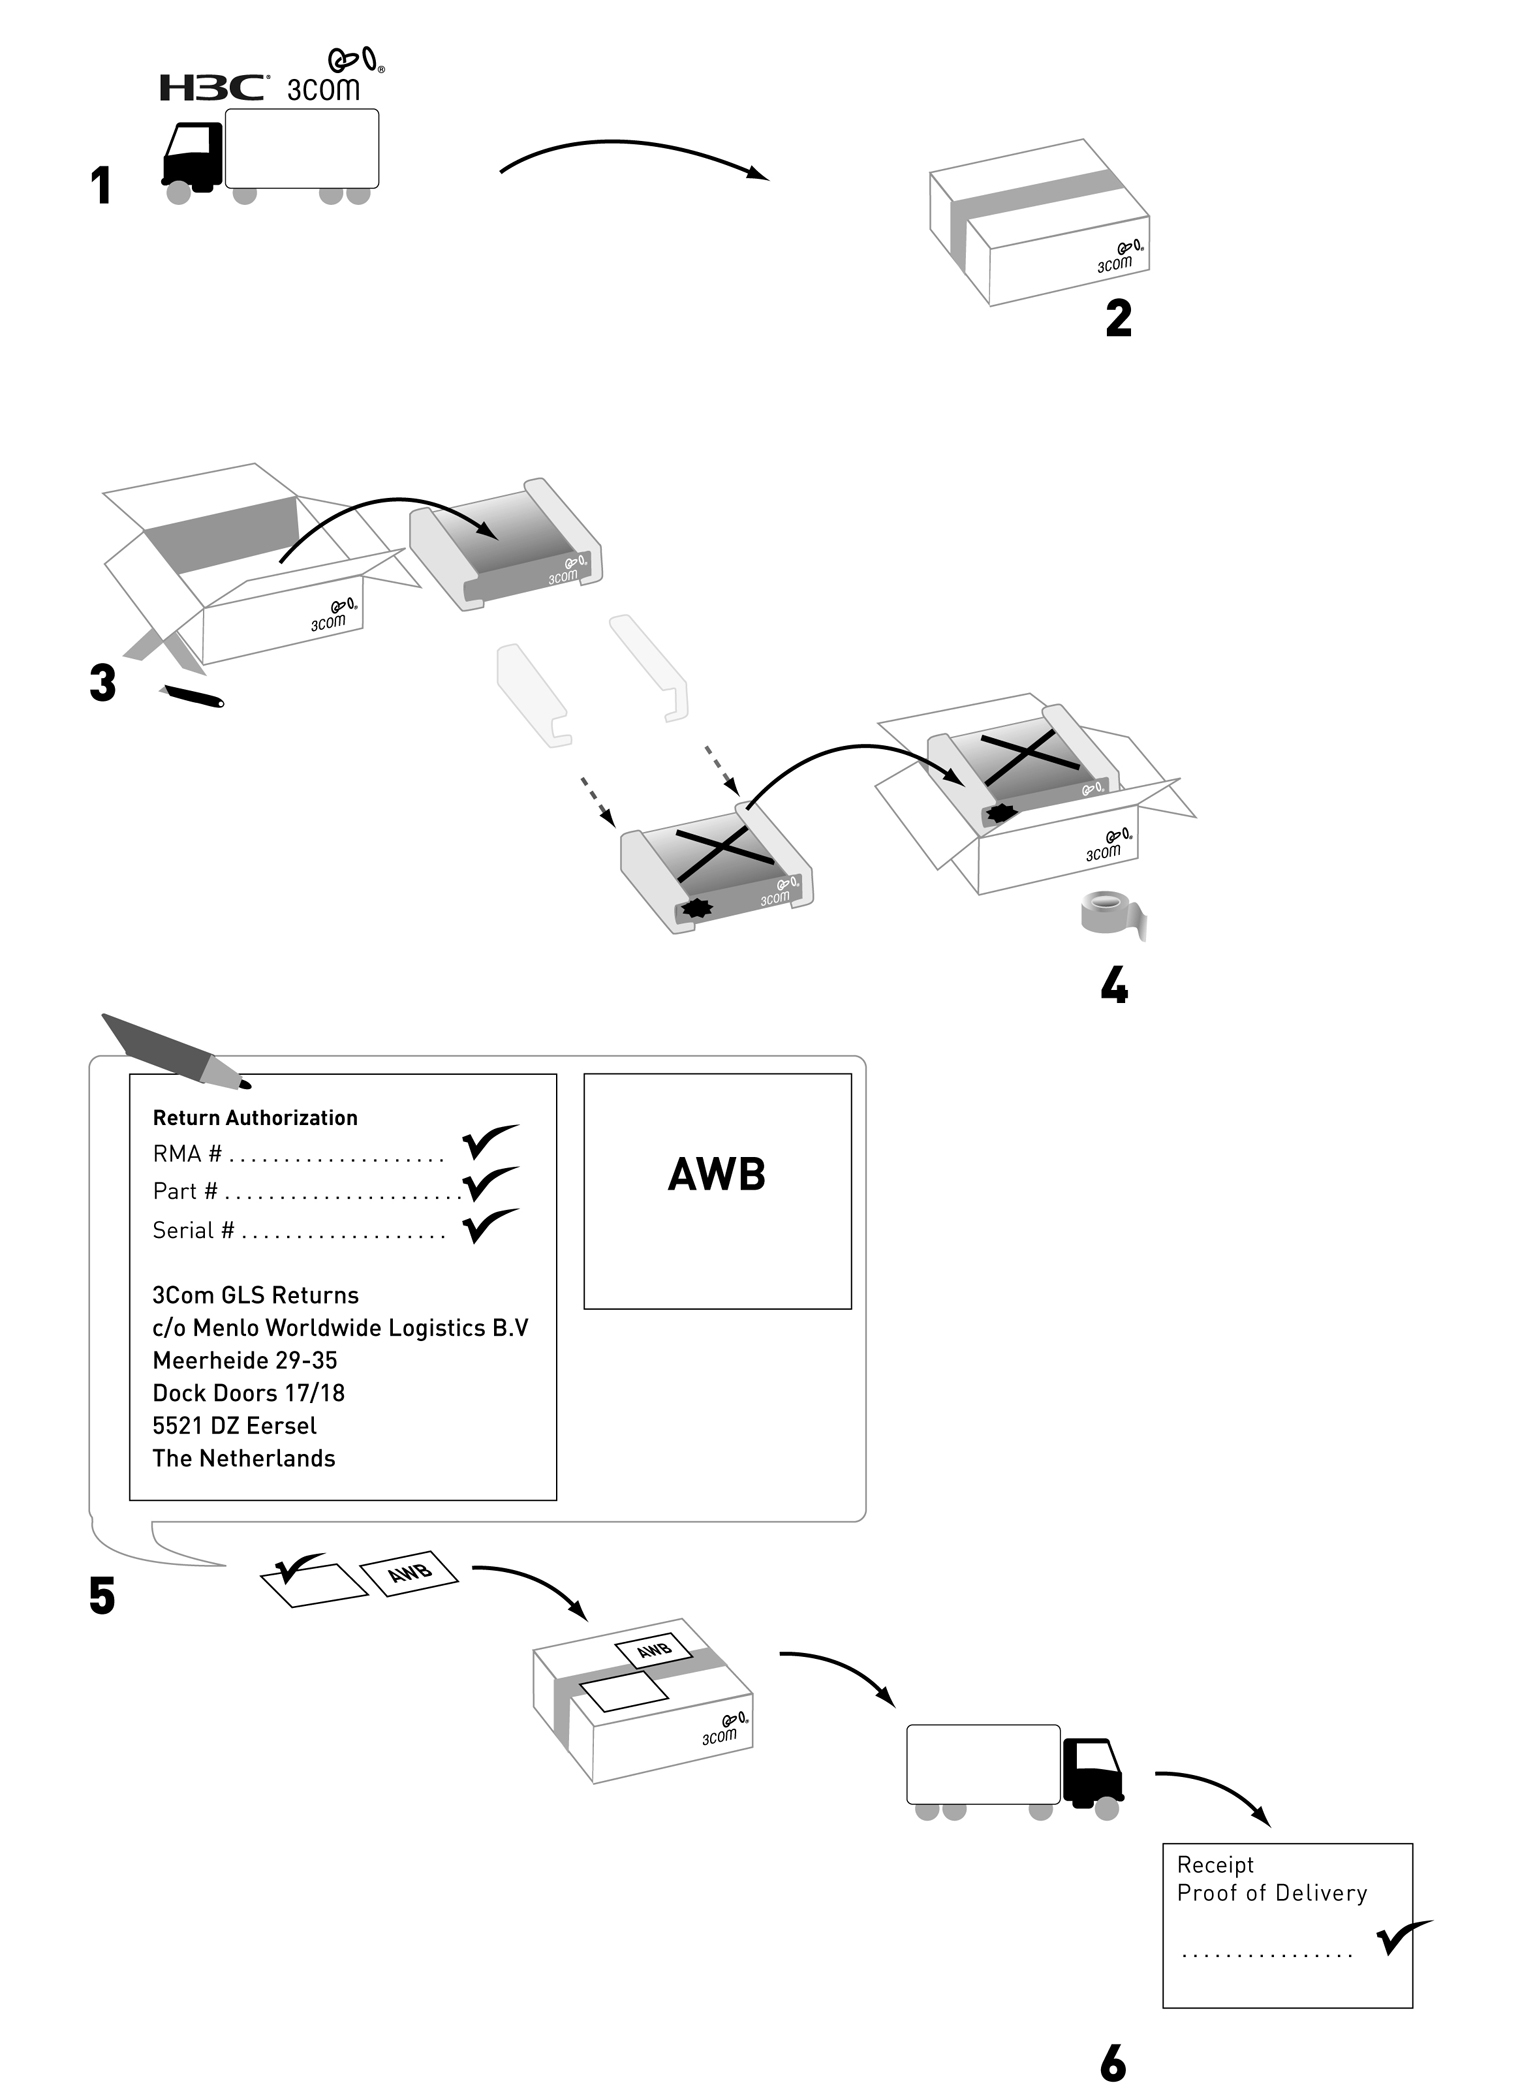 H3C® 3COM®
1
3COM®
2
3COM®
3COM®
3
3COM®
3COM®
3COM®
4
Return Authorization
RMA # ....................
Part # ......................
Serial # ...................
3Com GLS Returns
c/o Menlo Worldwide Logistics B.V
Meerheide 29-35
Dock Doors 17/18
5521 DZ Eersel
The Netherlands
AWB
5
AWB
AWB
3COM®
Receipt
Proof of Delivery
................
6